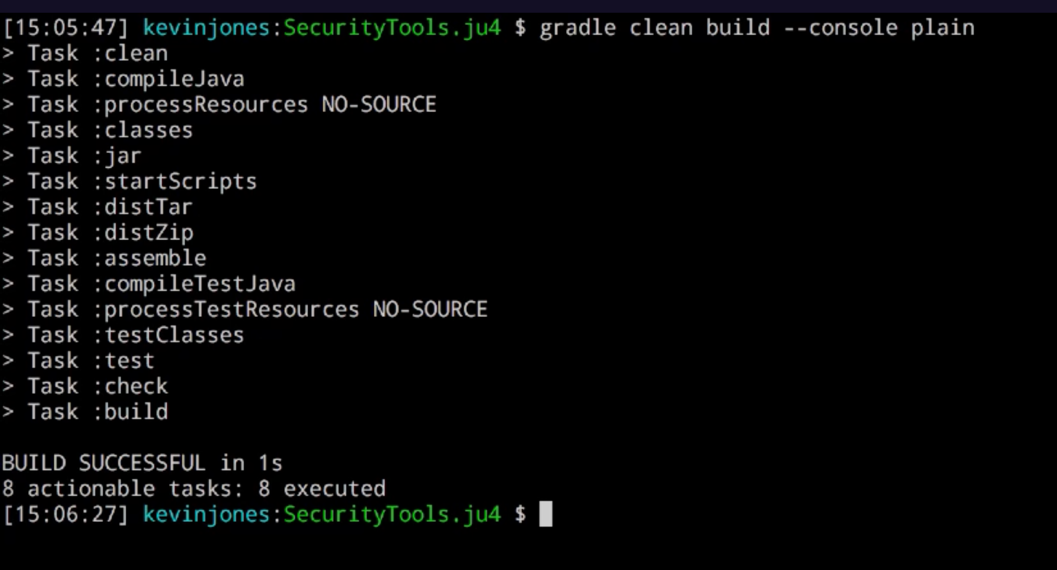 [15:05:47] kevinjones:SecurityTools.ju4 $ gradle clean build --console plain
> Task :clean
> Task :compileJava
> Task :processResources NO-SOURCE
> Task :classes
> Task :jar
> Task :startScripts
> Task :distTar
> Task :distZip
> Task :assemble
> Task :compileTestJava
> Task :processTestResources NO-SOURCE
> Task :testClasses
> Task :test
> Task :check
> Task :build
BUILD SUCCESSFUL in 1s
8 actionable tasks: 8 executed
[15:06:27] kevinjones:SecurityTools.ju4 $